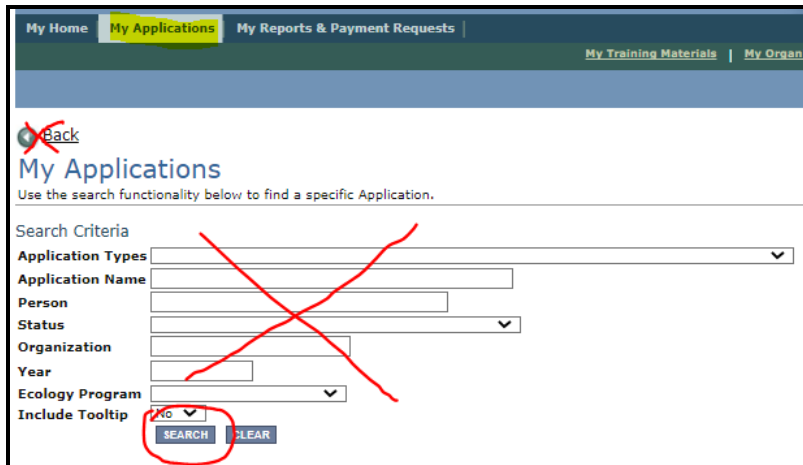 My Home | My Applications | My Reports & Payment Requests |
My Training Materials | My Organ
Back
My Applications
Use the search functionality below to find a specific Application.
Search Criteria
Application Types
Application Name
Person
Status
Organization
Year
Ecology Program
Include Tooltip No
SEARCH CLEAR